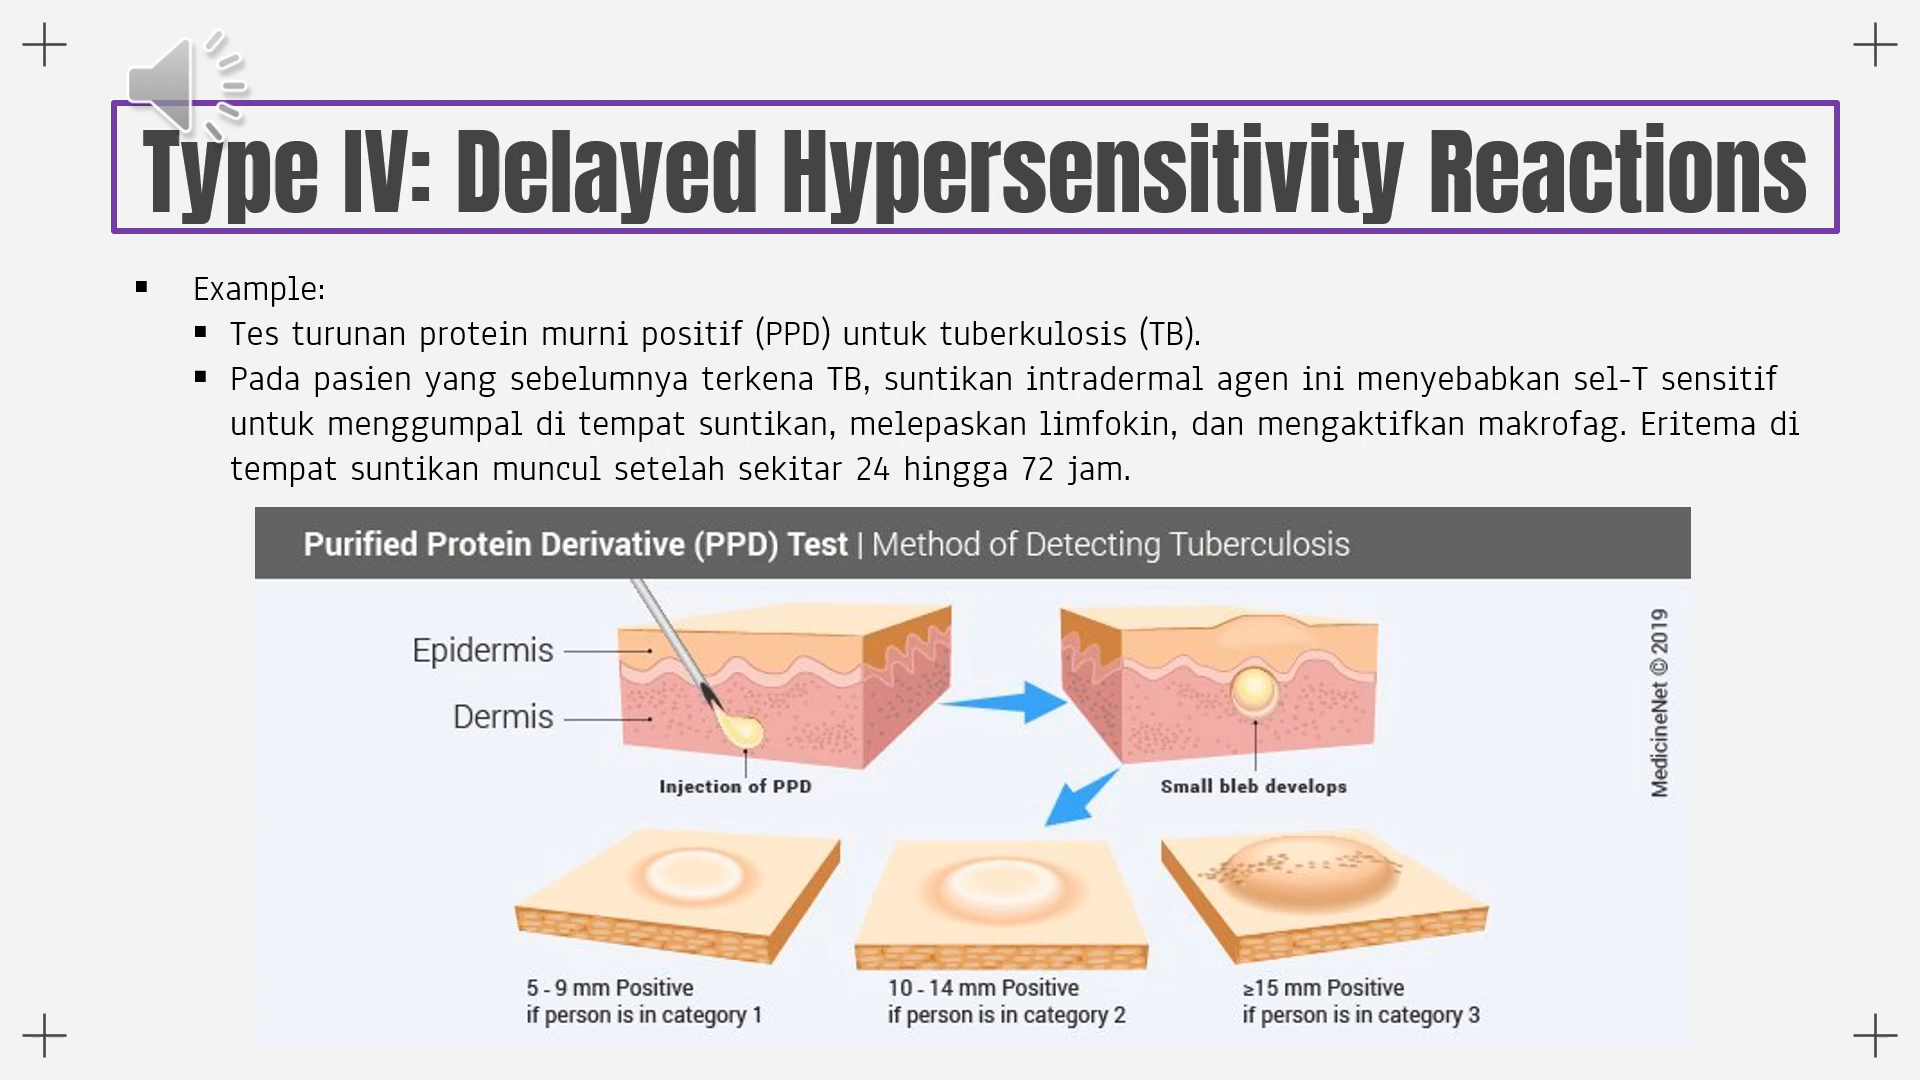 Type IV: Delayed Hypersensitivity Reactions
▪ Example:
▪ Tes turunan protein murni positif (PPD) untuk tuberkulosis (TB).
▪ Pada pasien yang sebelumnya terkena TB, suntikan intradermal agen ini menyebabkan sel-T sensitif
untuk menggumpal di tempat suntikan, melepaskan limfokin, dan mengaktifkan makrofag. Eritema di
tempat suntikan muncul setelah sekitar 24 hingga 72 jam.
Purified Protein Derivative (PPD) Test | Method of Detecting Tuberculosis
Epidermis
Dermis
Injection of PPD
Small bleb develops
MedicineNet © 2019
5 - 9 mm Positive
if person is in category 1
10 - 14 mm Positive
if person is in category 2
≥15 mm Positive
if person is in category 3